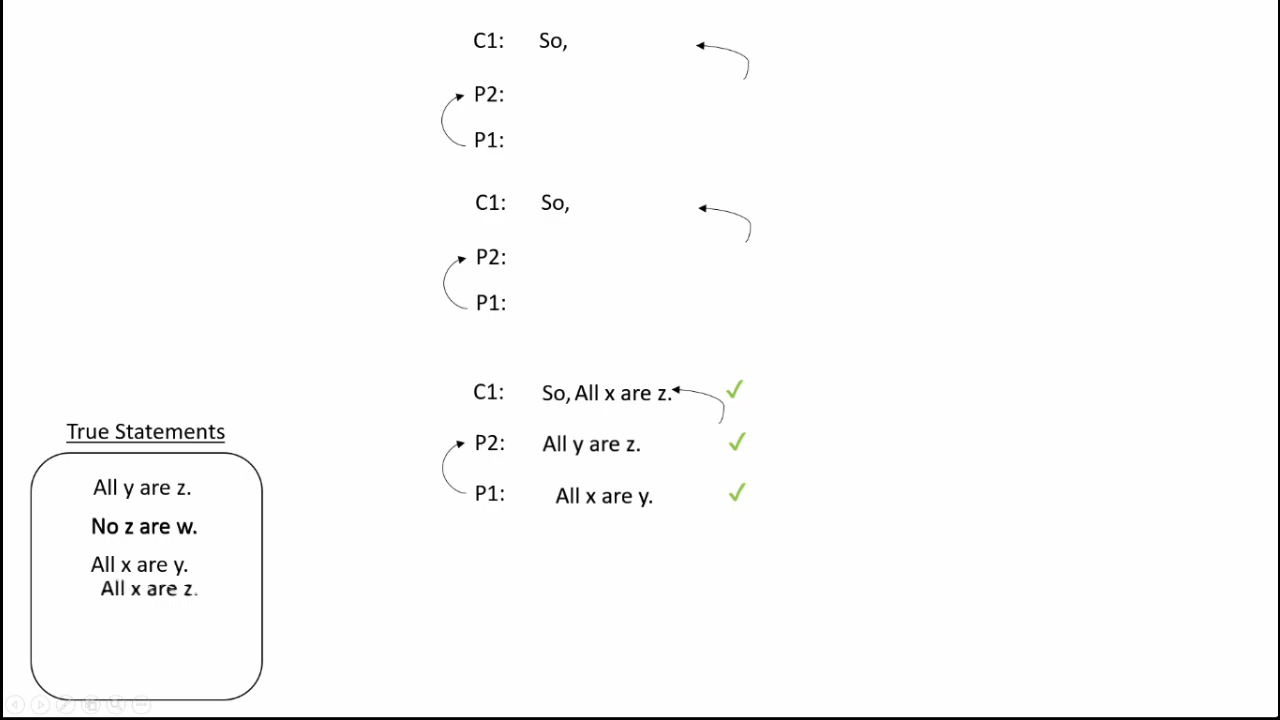 C1: So,
P2:
P1:
C1: So,
P2:
P1:
C1: So, All x are z.
P2: All y are z.
P1: All x are y.
True Statements
All y are z.
No z are w.
All x are y.
All x are z.